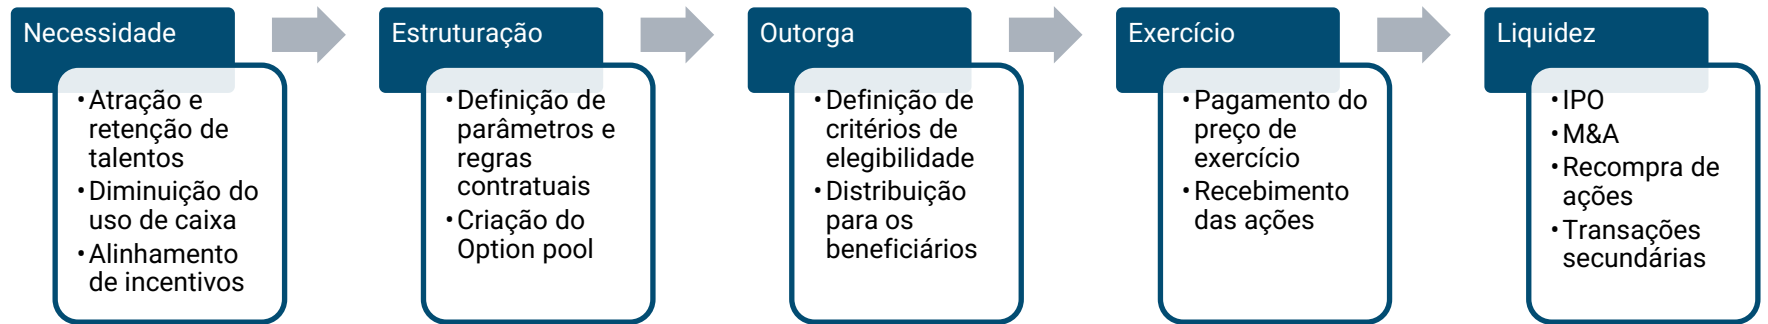 Necessidade
•Atração e
retenção de
talentos
•Diminuição do
uso de caixa
•Alinhamento
de incentivos
Estruturação
•Definição de
parâmetros e
regras
contratuais
•Criação do
Option pool
Outorga
•Definição de
critérios de
elegibilidade
•Distribuição
para os
beneficiários
Exercício
•Pagamento do
preço de
exercício
•Recebimento
das ações
Liquidez
•IPO
•M&A
•Recompra de
ações
•Transações
secundárias